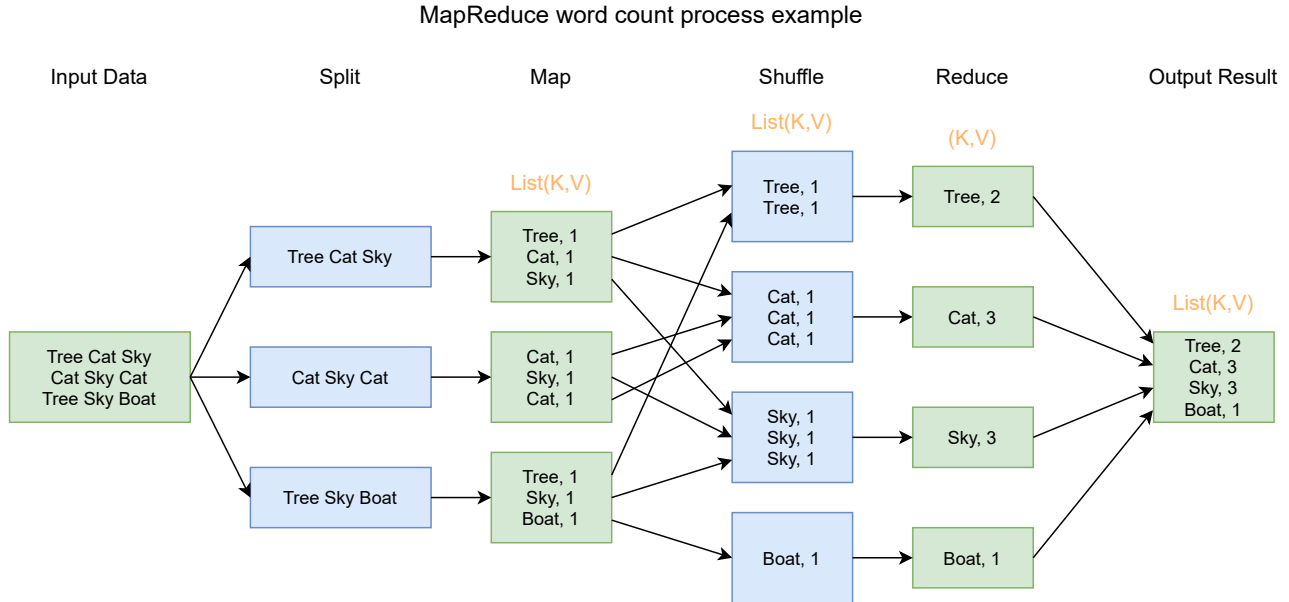 MapReduce word count process example
Input Data
Split
Map
Shuffle
Reduce
Output Result
Tree Cat Sky
Cat Sky Cat
Tree Sky Boat
Tree Cat Sky
Cat Sky Cat
Tree Sky Boat
List(K,V)
Tree, 1
Cat, 1
Sky, 1
Cat, 1
Sky, 1
Cat, 1
Tree, 1
Sky, 1
Boat, 1
List(K,V)
Tree, 1
Tree, 1
Cat, 1
Cat, 1
Cat, 1
Sky, 1
Sky, 1
Sky, 1
Boat, 1
(K,V)
Tree, 2
Cat, 3
Sky, 3
Boat, 1
List(K,V)
Tree, 2
Cat, 3
Sky, 3
Boat, 1